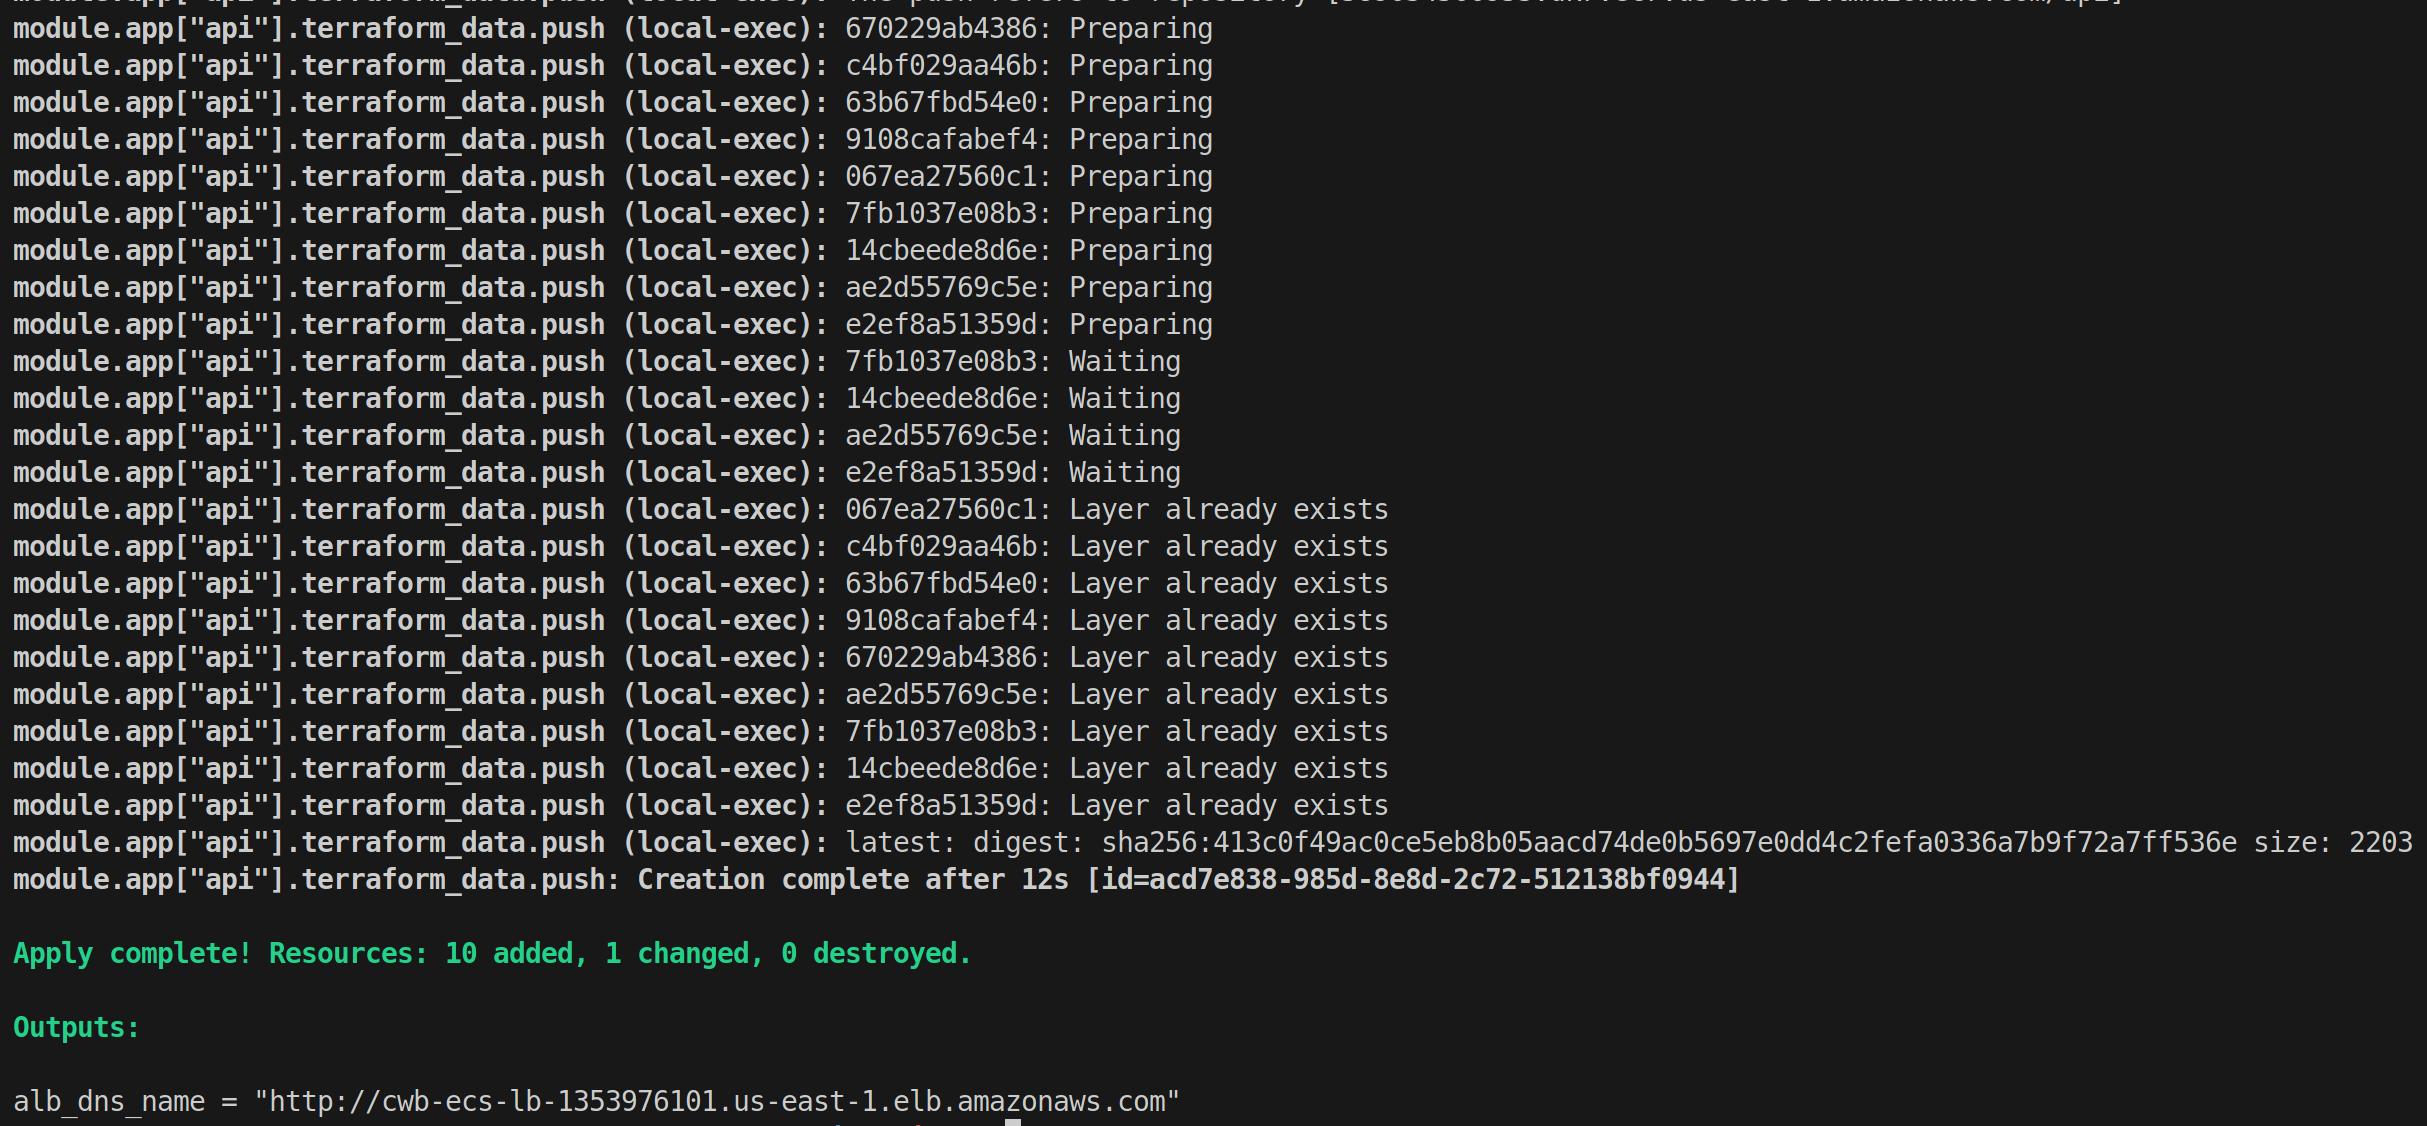 module.app["api"].terraform_data.push (local-exec): 670229ab4386: Preparing
module.app["api"].terraform_data.push (local-exec): c4bf029aa46b: Preparing
module.app["api"].terraform_data.push (local-exec): 63b67fbd54e0: Preparing
module.app["api"].terraform_data.push (local-exec): 9108cafabef4: Preparing
module.app["api"].terraform_data.push (local-exec): 067ea27560c1: Preparing
module.app["api"].terraform_data.push (local-exec): 7fb1037e08b3: Preparing
module.app["api"].terraform_data.push (local-exec): 14cbeede8d6e: Preparing
module.app["api"].terraform_data.push (local-exec): ae2d55769c5e: Preparing
module.app["api"].terraform_data.push (local-exec): e2ef8a51359d: Preparing
module.app["api"].terraform_data.push (local-exec): 7fb1037e08b3: Waiting
module.app["api"].terraform_data.push (local-exec): 14cbeede8d6e: Waiting
module.app["api"].terraform_data.push (local-exec): ae2d55769c5e: Waiting
module.app["api"].terraform_data.push (local-exec): e2ef8a51359d: Waiting
module.app["api"].terraform_data.push (local-exec): 067ea27560c1: Layer already exists
module.app["api"].terraform_data.push (local-exec): c4bf029aa46b: Layer already exists
module.app["api"].terraform_data.push (local-exec): 63b67fbd54e0: Layer already exists
module.app["api"].terraform_data.push (local-exec): 9108cafabef4: Layer already exists
module.app["api"].terraform_data.push (local-exec): 670229ab4386: Layer already exists
module.app["api"].terraform_data.push (local-exec): ae2d55769c5e: Layer already exists
module.app["api"].terraform_data.push (local-exec): 7fb1037e08b3: Layer already exists
module.app["api"].terraform_data.push (local-exec): 14cbeede8d6e: Layer already exists
module.app["api"].terraform_data.push (local-exec): e2ef8a51359d: Layer already exists
module.app["api"].terraform_data.push (local-exec): latest: digest: sha256:413c0f49ac0ce5eb8b05aacd74de0b5697e0dd4c2fefa0336a7b9f72a7ff536e size: 2203
module.app["api"].terraform_data.push: Creation complete after 12s [id=acd7e838-985d-8e8d-2c72-512138bf0944]
Apply complete! Resources: 10 added, 1 changed, 0 destroyed.
Outputs:
alb_dns_name = "http://cwb-ecs-lb-1353976101.us-east-1.elb.amazonaws.com"